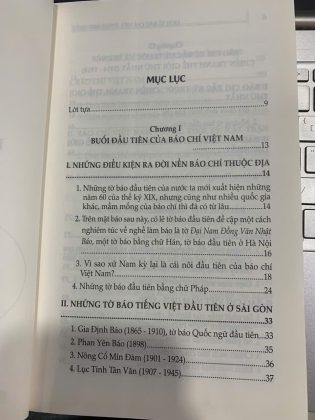 MỤC LỤC
Lời tựa 9
Chương I
BUỔI ĐẦU TIÊN CỦA BÁO CHÍ VIỆT NAM
13
I. NHỮNG ĐIỀU KIỆN RA ĐỜI NỀN BÁO CHÍ THUỘC ĐỊA
14
1. Những tờ báo đầu tiên của nước ta mới xuất hiện những
năm 60 của thế kỷ XIX, nhưng cũng như nhiều quốc gia
khác, mầm mống của báo chí thì đã có từ lâu 14
2. Trên mặt báo sau này, có lẽ tờ báo đầu tiên đề cập một cách
nghiêm túc về nghề làm báo là tờ Đại Nam Đồng Văn Nhật
Báo, một tờ báo bằng chữ Hán, tờ báo đầu tiên ở Hà Nội
16
3. Vì sao xứ Nam kỳ lại là cái nôi đầu tiên của báo chí
Việt Nam? 18
4. Những tờ báo đầu tiên bằng chữ Pháp 24
II. NHỮNG TỜ BÁO TIẾNG VIỆT ĐẦU TIÊN Ở SÀI GÒN
33
1. Gia Định Báo (1865 - 1910), tờ báo Quốc ngữ đầu tiên 33
2. Phan Yên Báo (1898) 35
3. Nông Cổ Mín Đàm (1901 - 1924) 36
4. Lục Tỉnh Tân Văn (1907 - 1945) 37